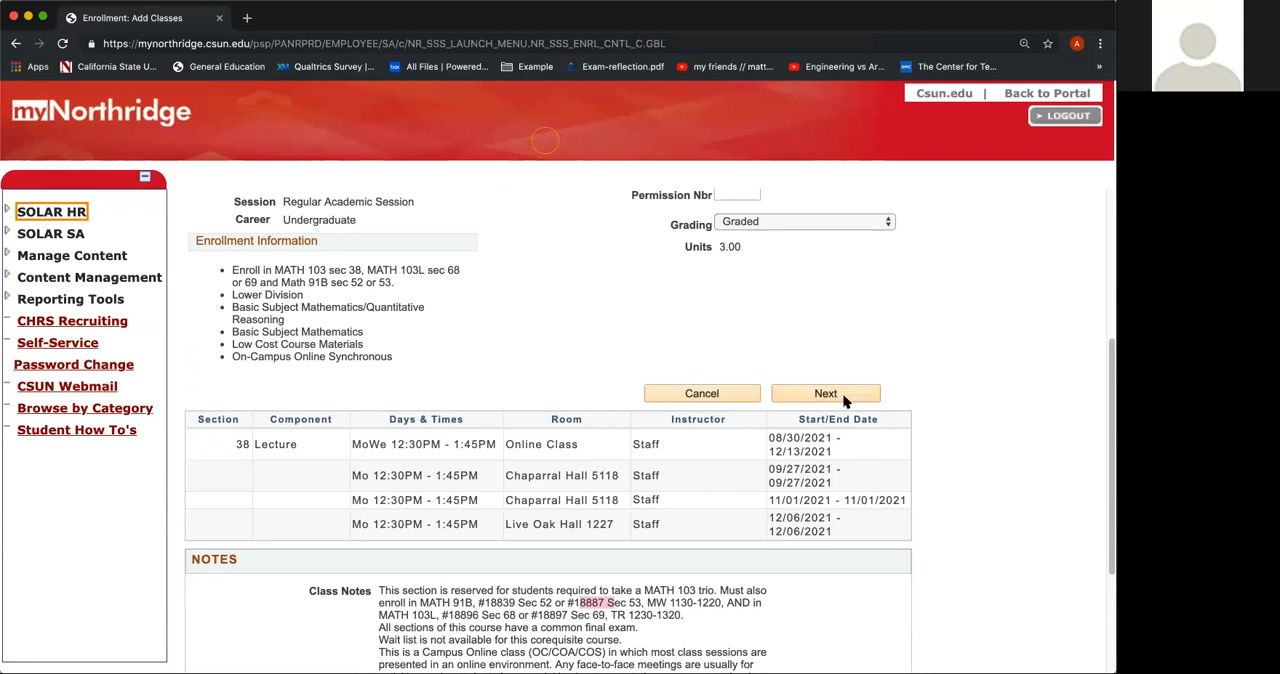 Enrollment: Add Classes
https://mynorthridge.csun.edu/psp/PANRPRD/EMPLOYEE/SA/c/NR_SSS_LAUNCH_MENU.NR_SSS_ENRL_CNTL_C.GBL
A
Apps California State U... General Education Qualtrics Survey |... All Files | Powered... Example Exam-reflection.pdf my friends // matt... Engineering vs Ar... The Center for Te... »
Csun.edu | Back to Portal
myNorthridge
LOGOUT
SOLAR HR
SOLAR SA
Manage Content
Content Management
Reporting Tools
CHRS Recruiting
Self-Service
Password Change
CSUN Webmail
Browse by Category
Student How To's
Session Regular Academic Session
Career Undergraduate
Permission Nbr
Grading Graded
Units 3.00
Enrollment Information
Enroll in MATH 103 sec 38, MATH 103L sec 68
or 69 and Math 91B sec 52 or 53.
Lower Division
Basic Subject Mathematics/Quantitative
Reasoning
Basic Subject Mathematics
Low Cost Course Materials
On-Campus Online Synchronous
Cancel Next
Section Component Days & Times Room Instructor Start/End Date
38 Lecture MoWe 12:30PM - 1:45PM Online Class Staff 08/30/2021 -
12/13/2021
Mo 12:30PM - 1:45PM Chaparral Hall 5118 Staff 09/27/2021 -
09/27/2021
Mo 12:30PM - 1:45PM Chaparral Hall 5118 Staff 11/01/2021 - 11/01/2021
Mo 12:30PM - 1:45PM Live Oak Hall 1227 Staff 12/06/2021 -
12/06/2021
NOTES
Class Notes This section is reserved for students required to take a MATH 103 trio. Must also
enroll in MATH 91B, #18839 Sec 52 or #18887 Sec 53, MW 1130-1220, AND in
MATH 103L, #18896 Sec 68 or #18897 Sec 69, TR 1230-1320.
All sections of this course have a common final exam.
Wait list is not available for this corequisite course.
This is a Campus Online class (OC/COA/COS) in which most class sessions are
presented in an online environment. Any face-to-face meetings are usually for